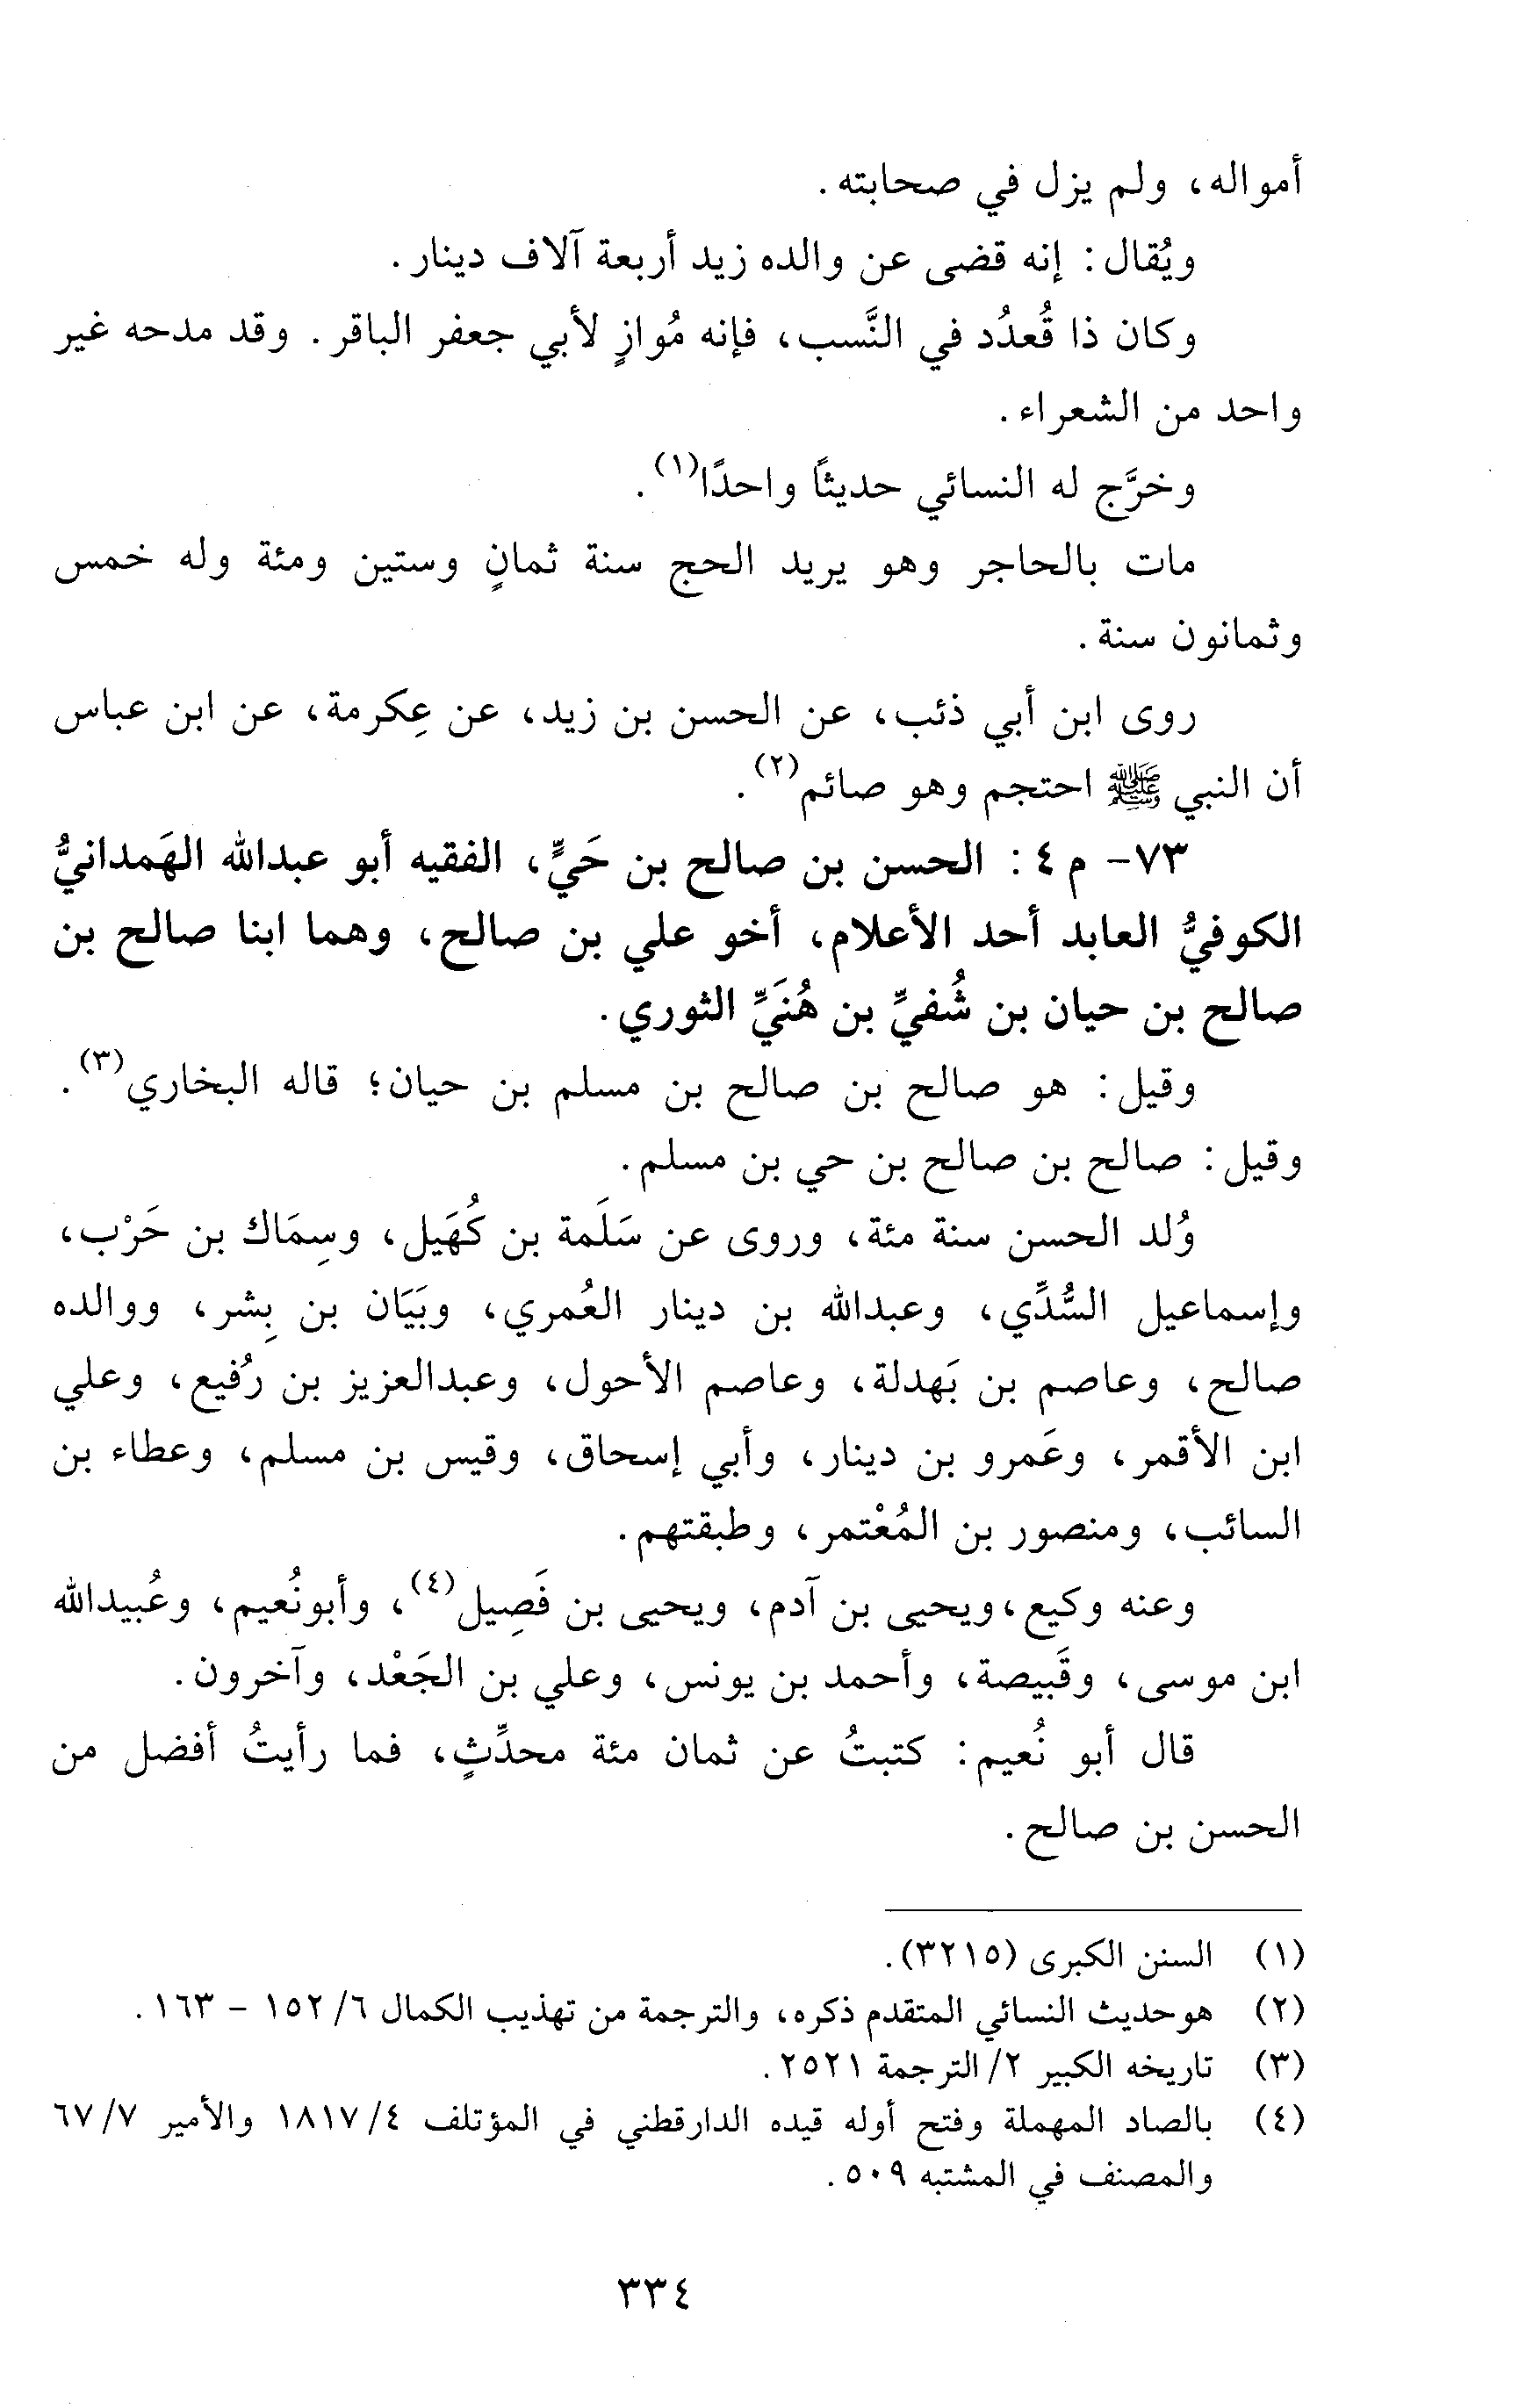 أمواله، ولم يزل في صحابته.
ويُقال: إنه قضى عن والده زيد أربعة آلاف دينار.
وكان ذا قُعدُد في النَّسب، فإنه مُوازٍ لأبي جعفر الباقر. وقد مدحه غير
واحد من الشعراء.
وخرَّج له النسائي حديثًا واحدًا(١).
مات بالحاجر وهو يريد الحج سنة ثمانٍ وستين ومئة وله خمس
وثمانون سنة.
روى ابن أبي ذئب، عن الحسن بن زيد، عن عِكرمة، عن ابن عباس
أن النبي ﷺ احتجم وهو صائم(٢).
٧٣- م ٤: الحسن بن صالح بن حَيٍّ، الفقيه أبو عبدالله الهَمدانيُّ
الكوفيُّ العابد أحد الأعلام، أخو علي بن صالح، وهما ابنا صالح بن
صالح بن حيان بن شُفيٍّ بن هُنَيٍّ الثوري.
وقيل: هو صالح بن صالح بن مسلم بن حيان؛ قاله البخاري(٣).
وقيل: صالح بن صالح بن حي بن مسلم.
وُلد الحسن سنة مئة، وروى عن سَلَمة بن كُهَيل، وسِمَاك بن حَرْب،
وإسماعيل السُّدِّي، وعبدالله بن دينار العُمري، وبَيَان بن بِشر، ووالده
صالح، وعاصم بن بَهدلة، وعاصم الأحول، وعبدالعزيز بن رُفيع، وعلي
ابن الأقمر، وعَمرو بن دينار، وأبي إسحاق، وقيس بن مسلم، وعطاء بن
السائب، ومنصور بن المُعْتمر، وطبقتهم.
وعنه وكيع، ويحيى بن آدم، ويحيى بن فَصِيل(٤)، وأبونُعيم، وعُبيدالله
ابن موسى، وقَبيصة، وأحمد بن يونس، وعلي بن الجَعْد، وآخرون.
قال أبو نُعيم: كتبتُ عن ثمان مئة محدِّثٍ، فما رأيتُ أفضل من
الحسن بن صالح.
(١) السنن الكبرى (٣٢١٥).
(٢) هوحديث النسائي المتقدم ذكره، والترجمة من تهذيب الكمال ٦/ ١٥٢ - ١٦٣.
(٣) تاريخه الكبير ٢/ الترجمة ٢٥٢١.
(٤) بالصاد المهملة وفتح أوله قيده الدارقطني في المؤتلف ٤/ ١٨١٧ والأمير ٧/ ٦٧
والمصنف في المشتبه ٥٠٩.
٣٣٤